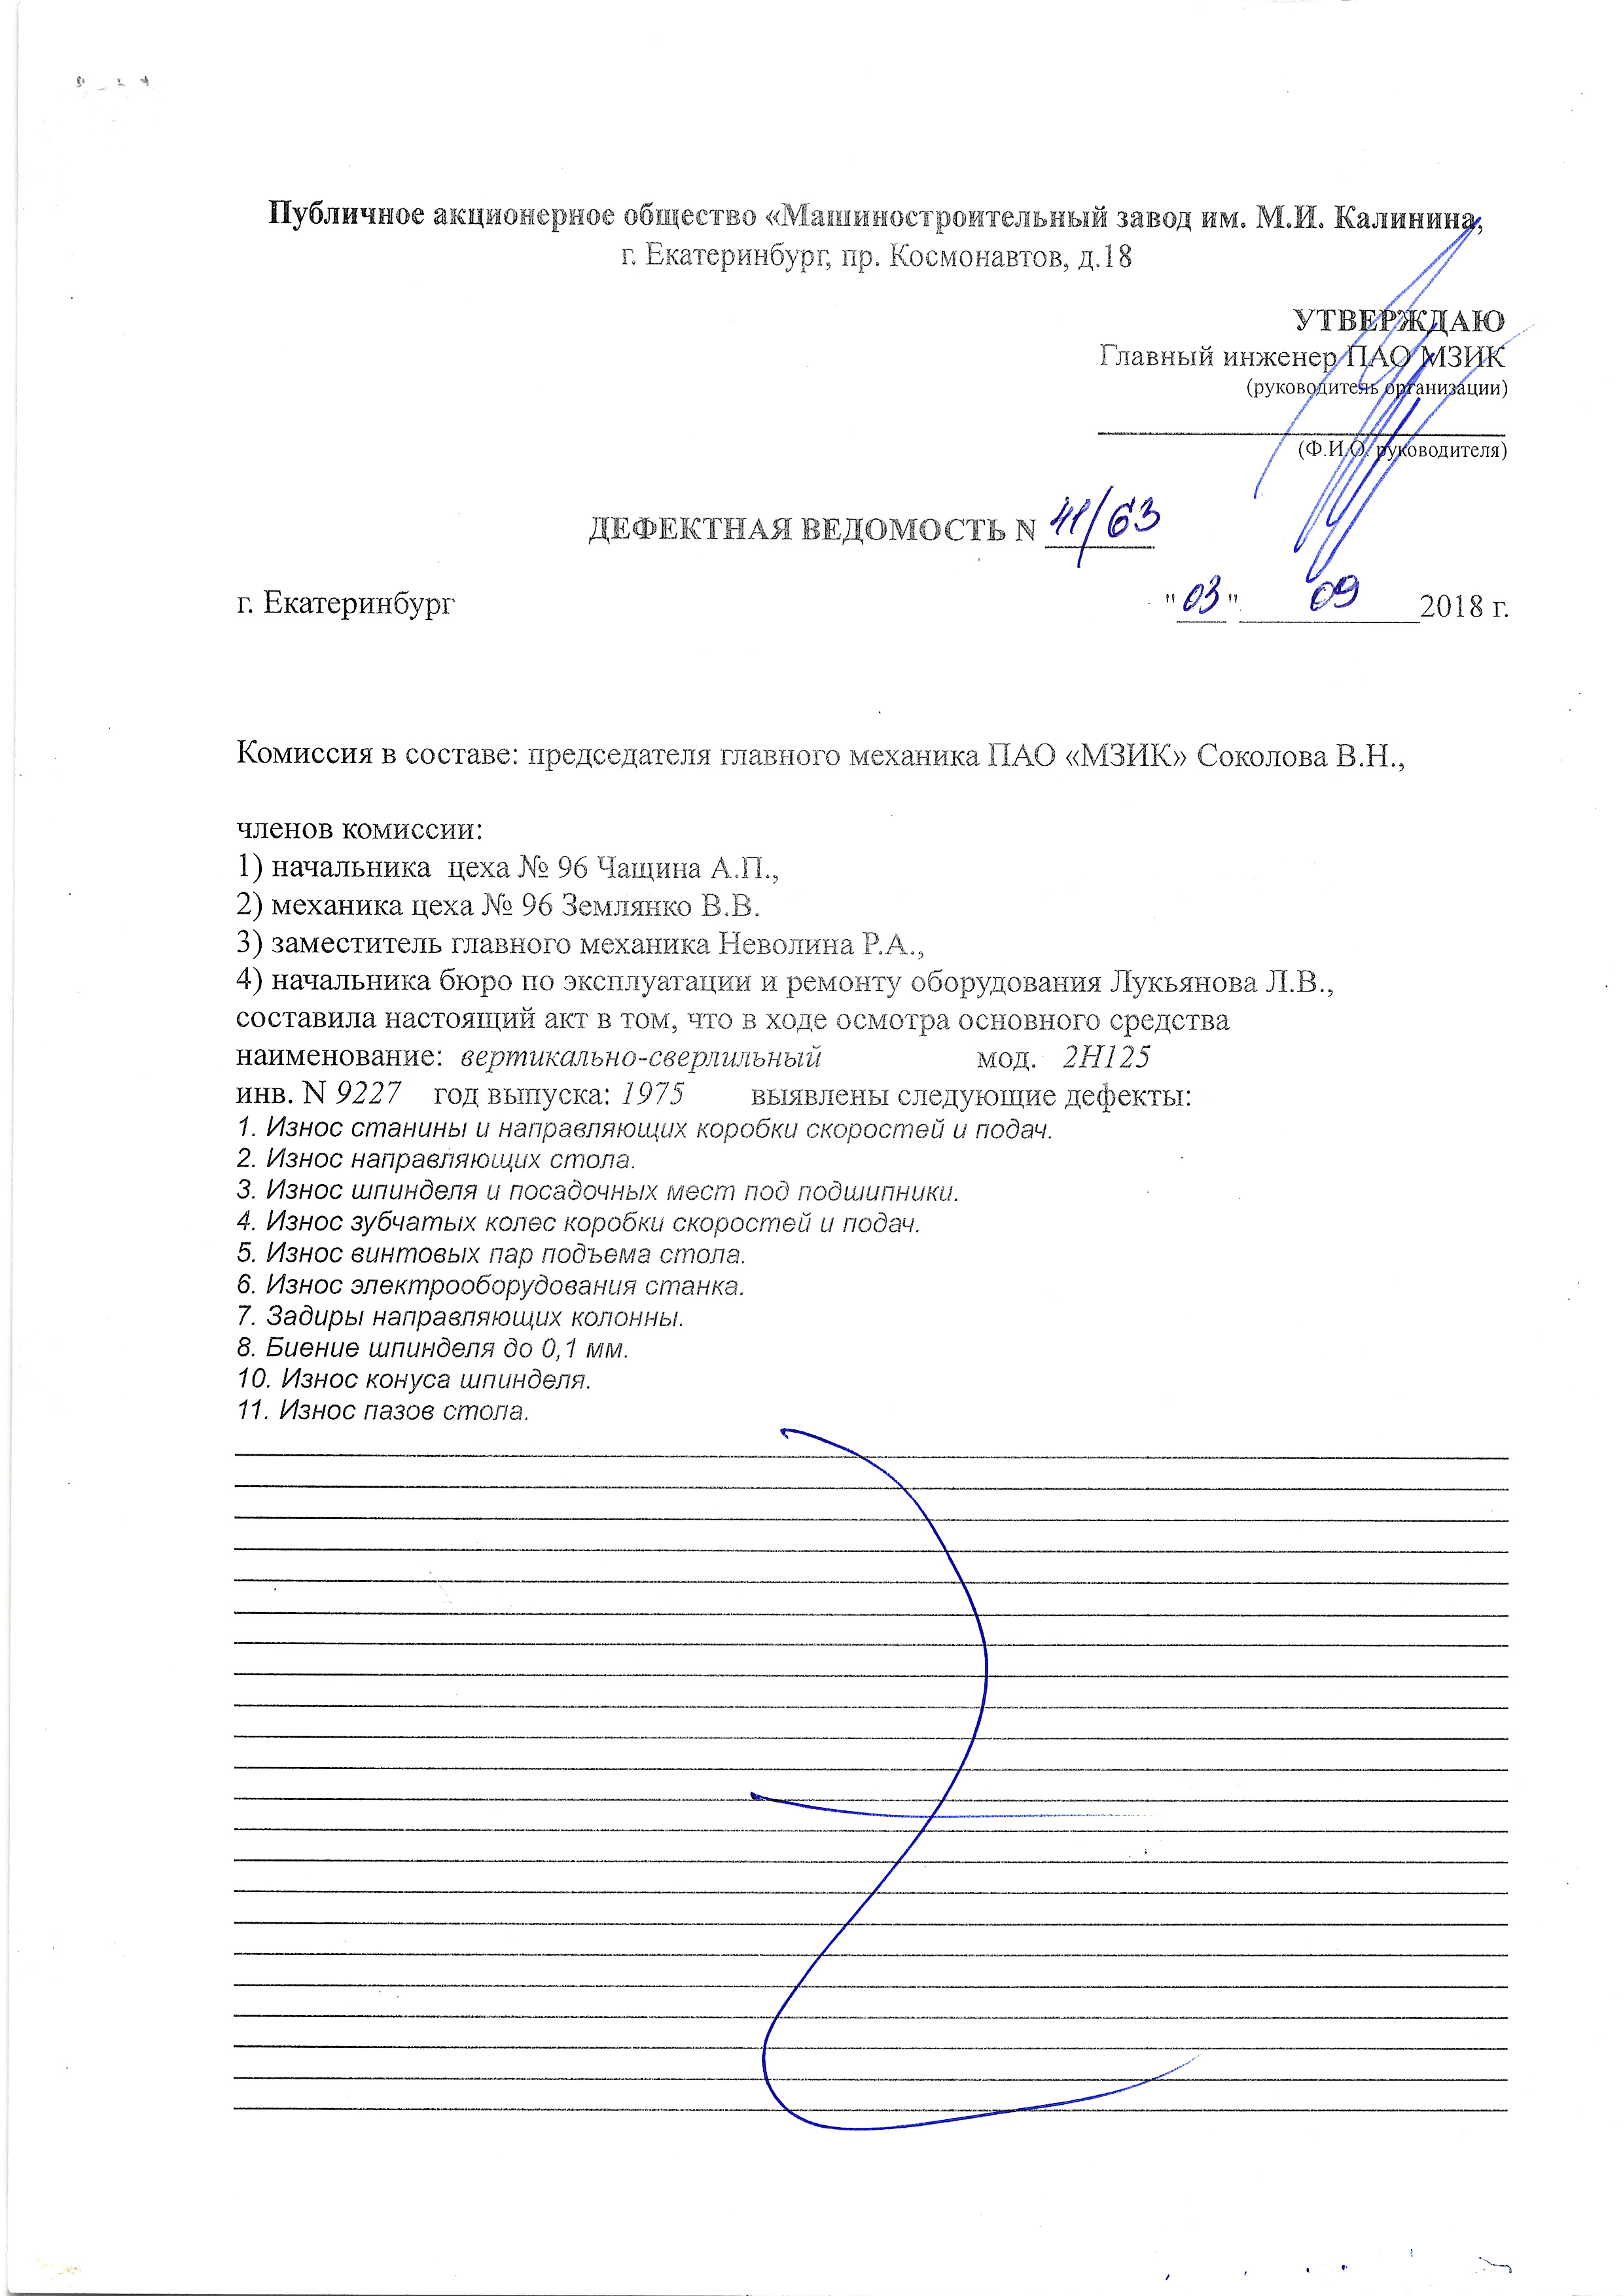 Публичное акционерное общество «Машиностроительный завод им. М.И. Калинина,
г. Екатеринбург, пр. Космонавтов, д.18
УТВЕРЖДАЮ
Главный инженер ПАО МЗИК
(руководитель организации)
(Ф.И.О. руководителя)
ДЕФЕКТНАЯ ВЕДОМОСТЬ N 41/63
г. Екатеринбург "03" 09 2018 г.
Комиссия в составе: председателя главного механика ПАО «МЗИК» Соколова В.Н.,
членов комиссии:
1) начальника цеха № 96 Чащина А.П.,
2) механика цеха № 96 Землянко В.В.
3) заместитель главного механика Неволина Р.А.,
4) начальника бюро по эксплуатации и ремонту оборудования Лукьянова Л.В.,
составила настоящий акт в том, что в ходе осмотра основного средства
наименование: вертикально-сверлильный мод. 2Н125
инв. N 9227 год выпуска: 1975 выявлены следующие дефекты:
1. Износ станины и направляющих коробки скоростей и подач.
2. Износ направляющих стола.
3. Износ шпинделя и посадочных мест под подшипники.
4. Износ зубчатых колес коробки скоростей и подач.
5. Износ винтовых пар подъема стола.
6. Износ электрооборудования станка.
7. Задиры направляющих колонны.
8. Биение шпинделя до 0,1 мм.
10. Износ конуса шпинделя.
11. Износ пазов стола.